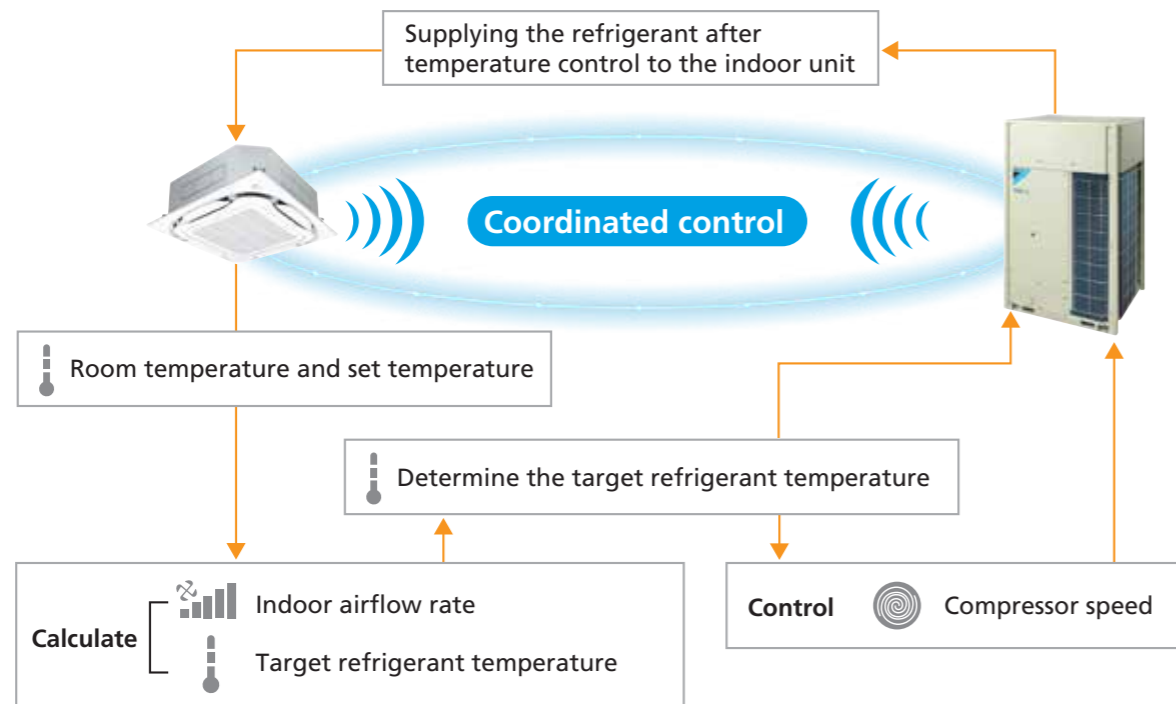 Supplying the refrigerant after
temperature control to the indoor unit
Coordinated control
Room temperature and set temperature
Determine the target refrigerant temperature
Calculate
Indoor airflow rate
Target refrigerant temperature
Control
Compressor speed